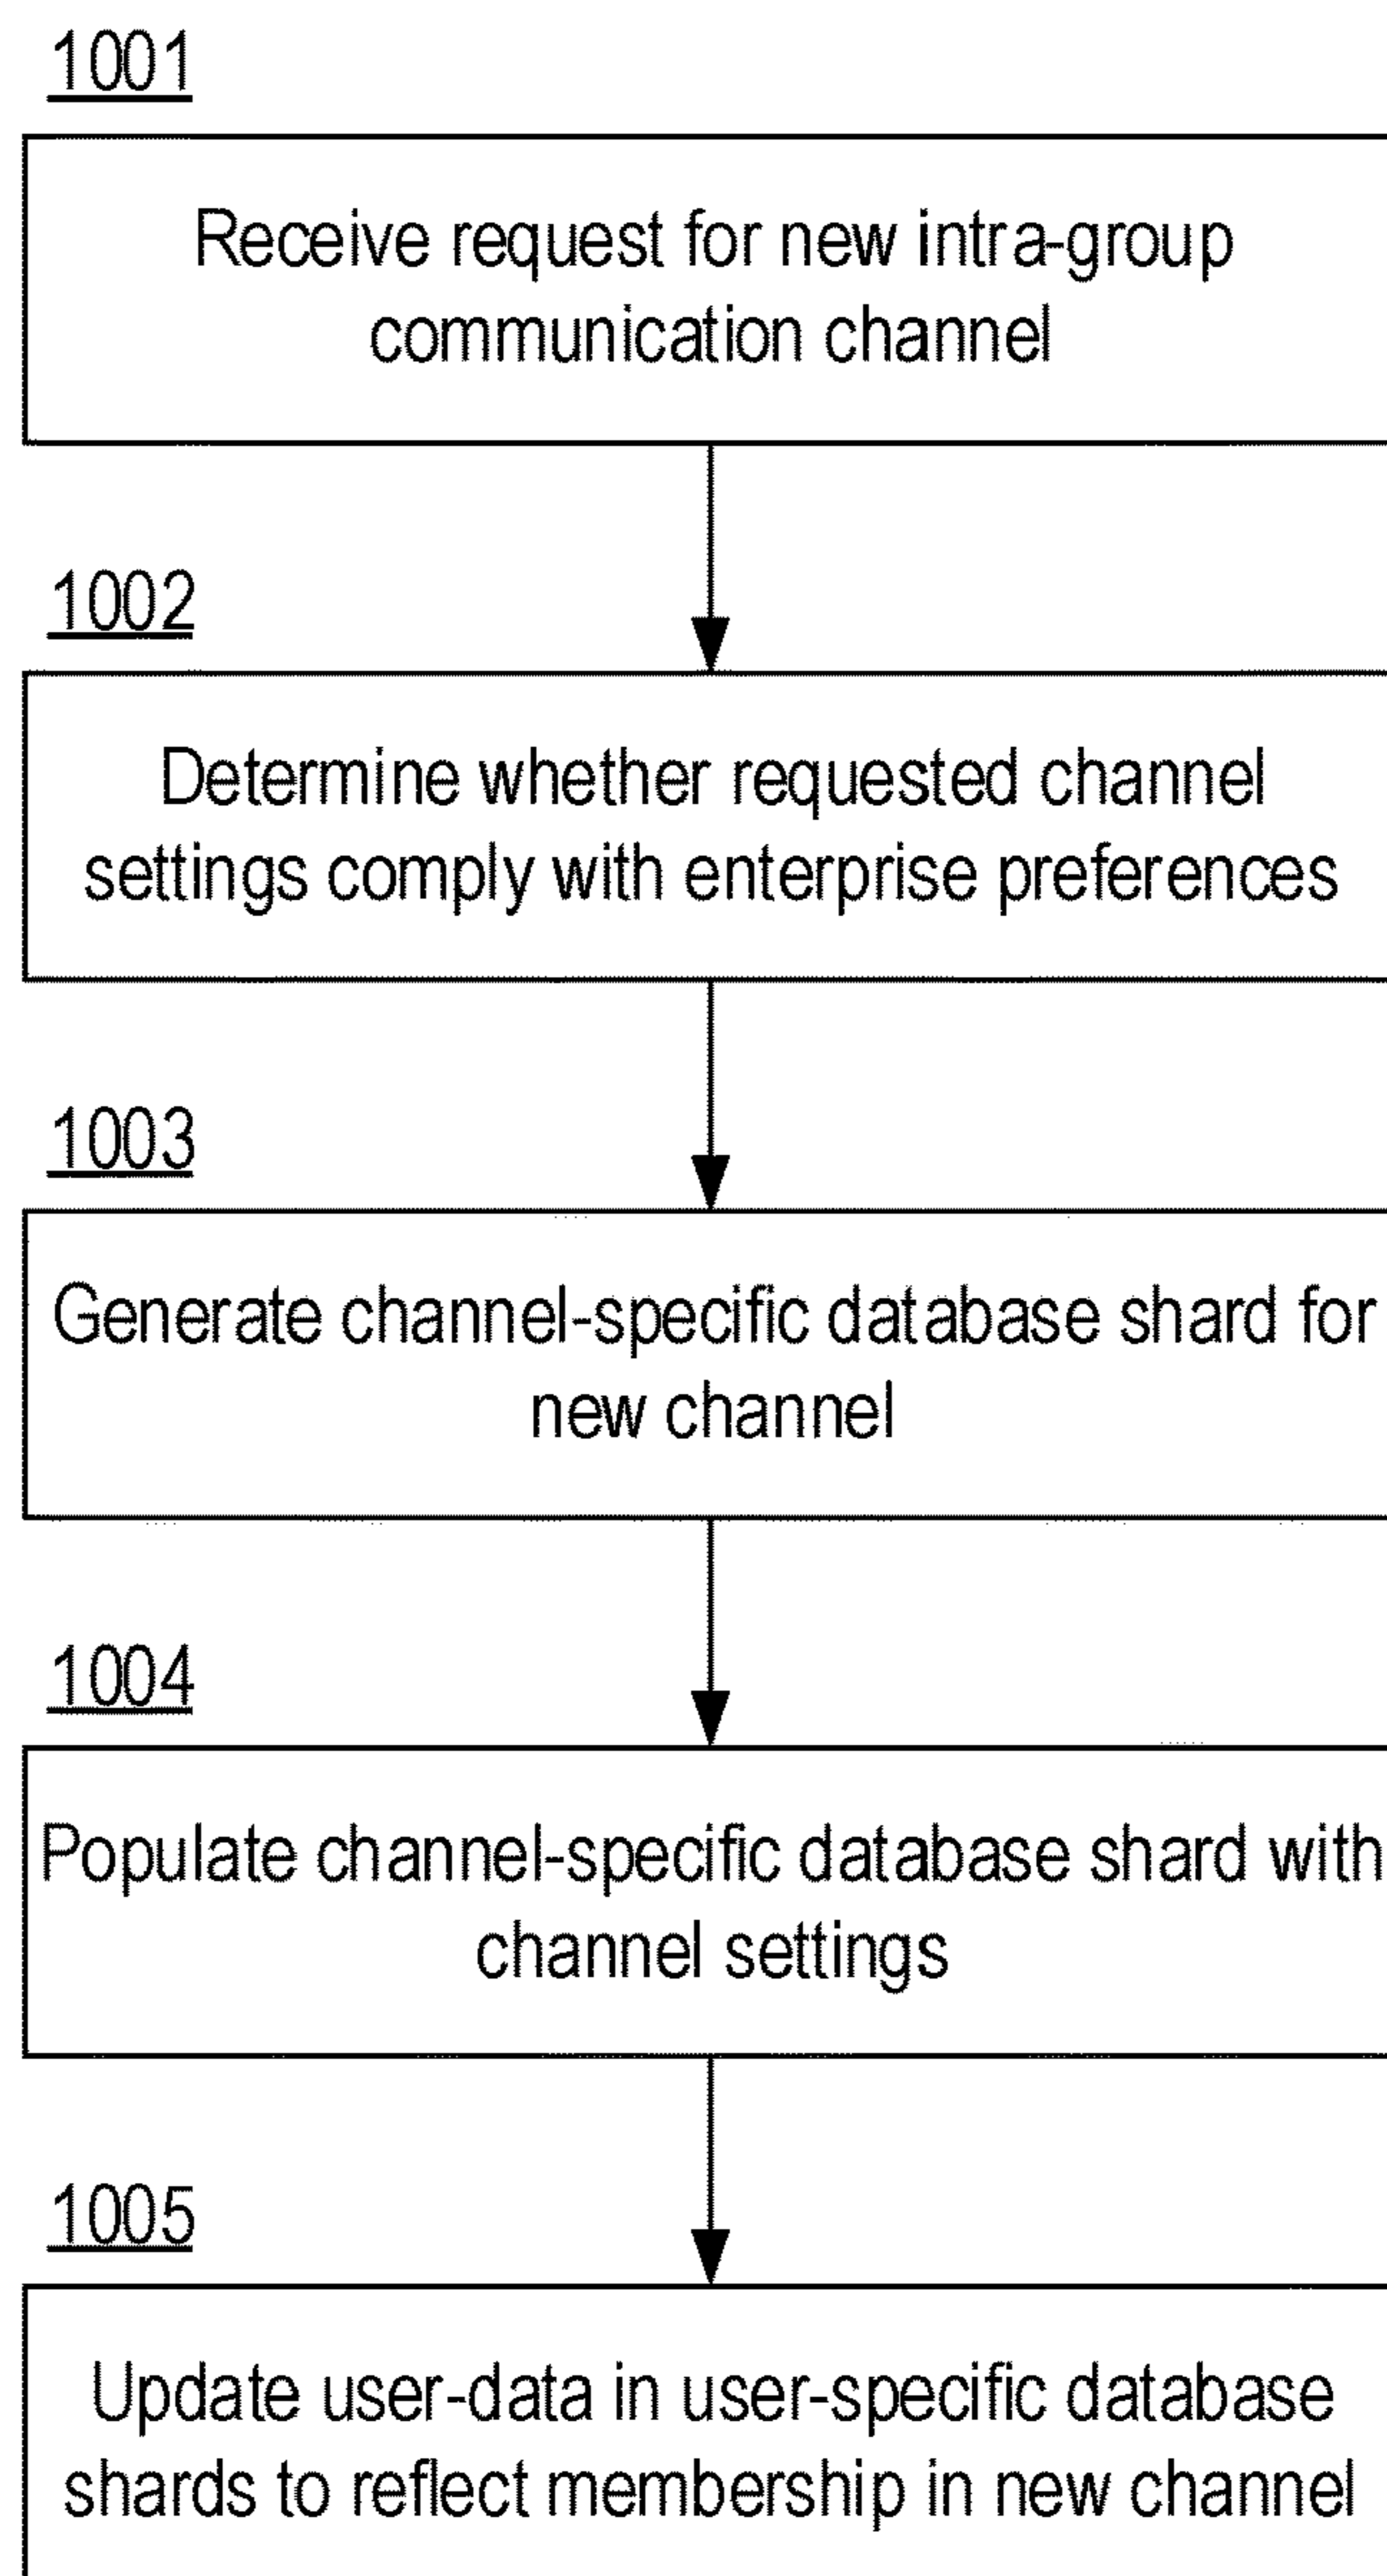 1001
Receive request for new intra-group
communication channel
1002
Determine whether requested channel
settings comply with enterprise preferences
1003
Generate channel-specific database shard for
new channel
1004
Populate channel-specific database shard with
channel settings
1005
Update user-data in user-specific database
shards to reflect membership in new channel